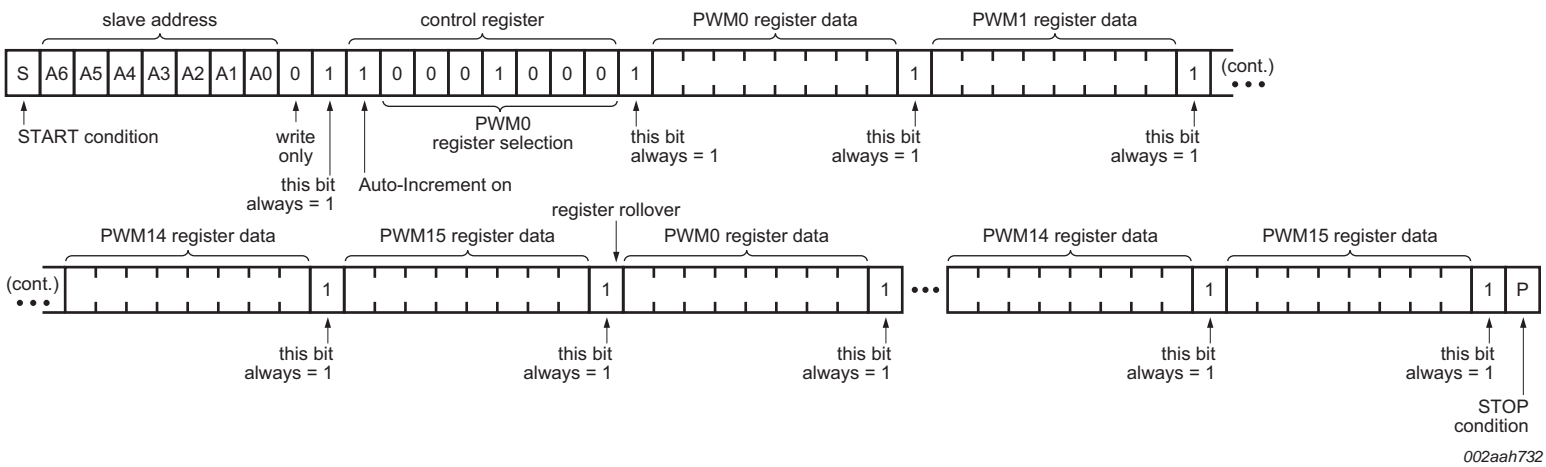 slave address control register PWM0 register data PWM1 register data
S A6 A5 A4 A3 A2 A1 A0 0 1 1 0 0 0 1 0 0 0 1 1 1 (cont.)
START condition
write
only
this bit
always = 1
Auto-Increment on
PWM0
register selection
this bit
always = 1
this bit
always = 1
this bit
always = 1
register rollover
PWM14 register data PWM15 register data PWM0 register data PWM14 register data PWM15 register data
(cont.) 1 1 1 1 1 P
this bit
always = 1
this bit
always = 1
this bit
always = 1
this bit
always = 1
this bit
always = 1
STOP
condition
002aah732